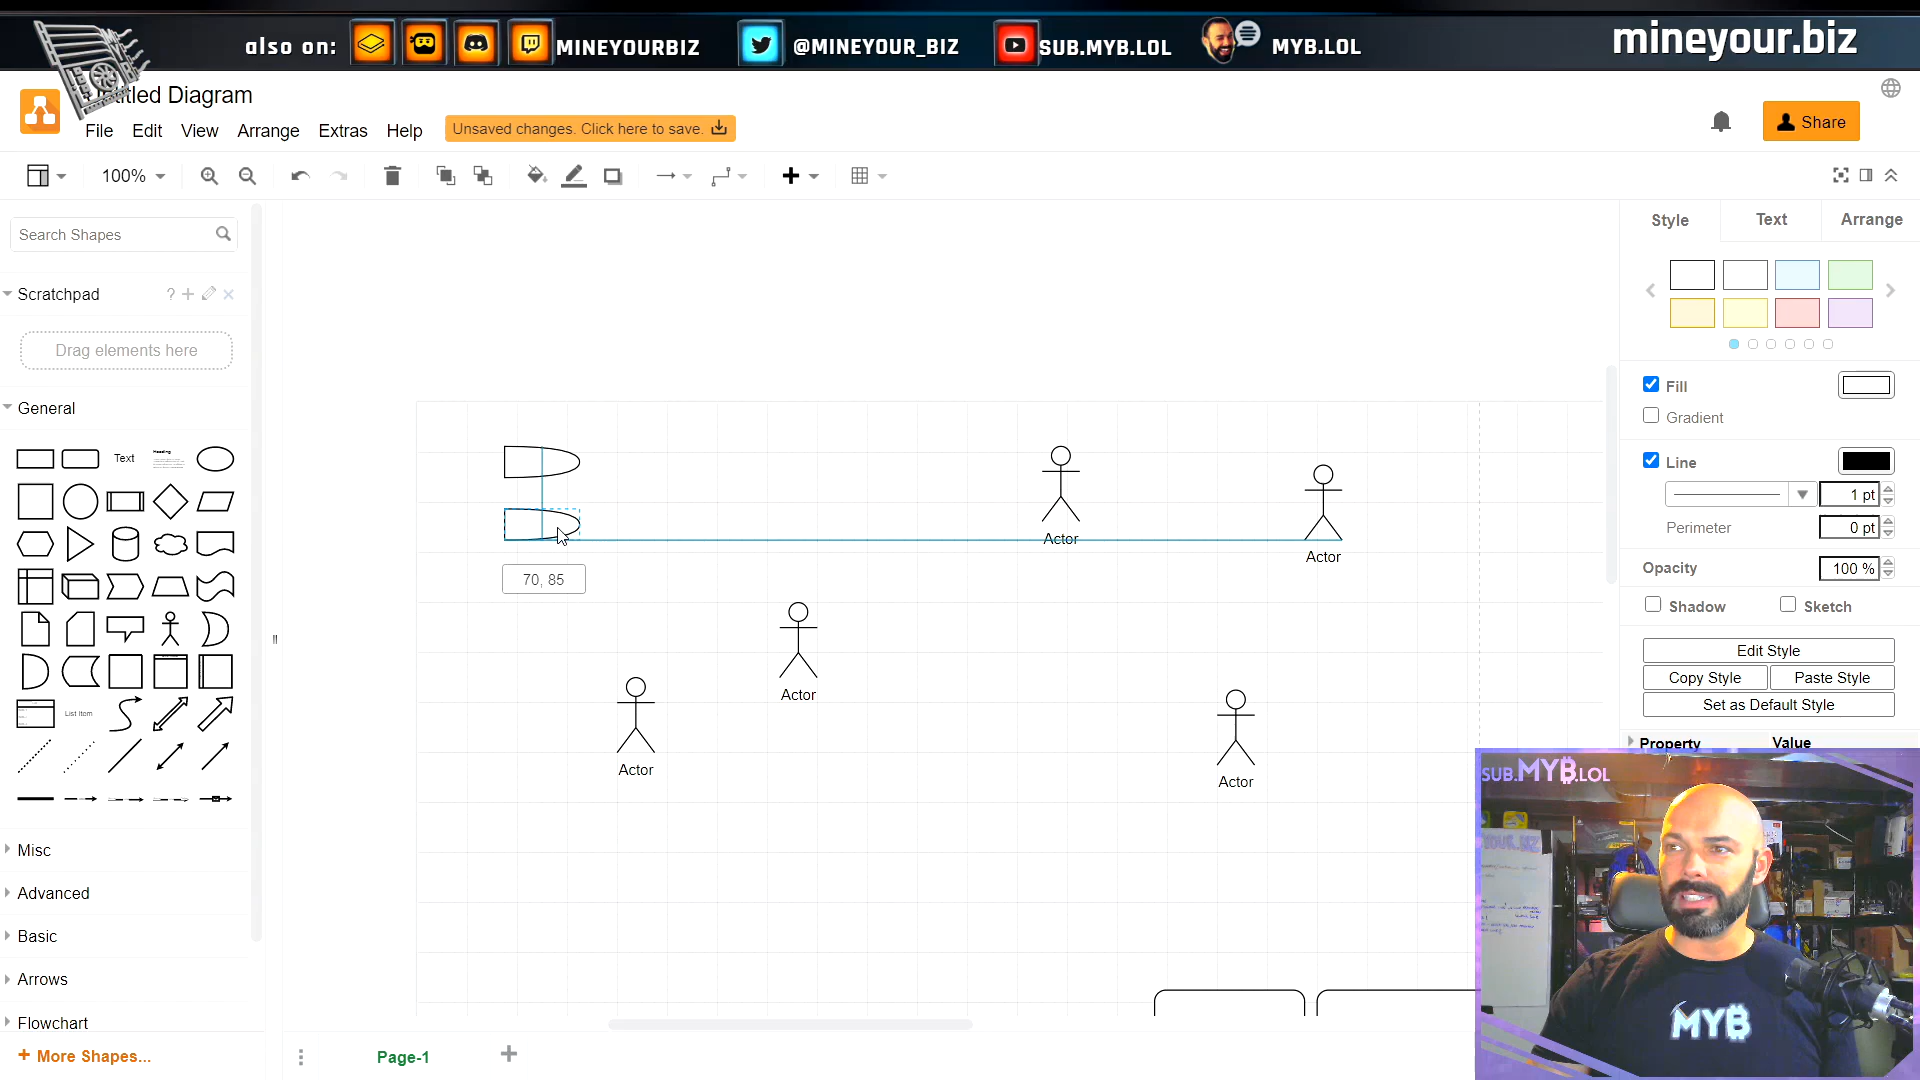 also on:
MINEYOURBIZ
@MINEYOUR_BIZ
SUB.MYB.LOL
MYB.LOL
mineyour.biz
titled Diagram
File Edit View Arrange Extras Help
Unsaved changes. Click here to save.
Share
100%
Search Shapes
Scratchpad
?
Drag elements here
General
Text
Heading
List Item
Misc
Advanced
Basic
Arrows
Flowchart
+ More Shapes...
70, 85
Actor
Actor
Actor
Actor
Actor
Page-1
Style Text Arrange
Fill
Gradient
Line
1 pt
Perimeter
0 pt
Opacity
100 %
Shadow
Sketch
Edit Style
Copy Style
Paste Style
Set as Default Style
Property Value
SUB.MYB.LOL
MYB